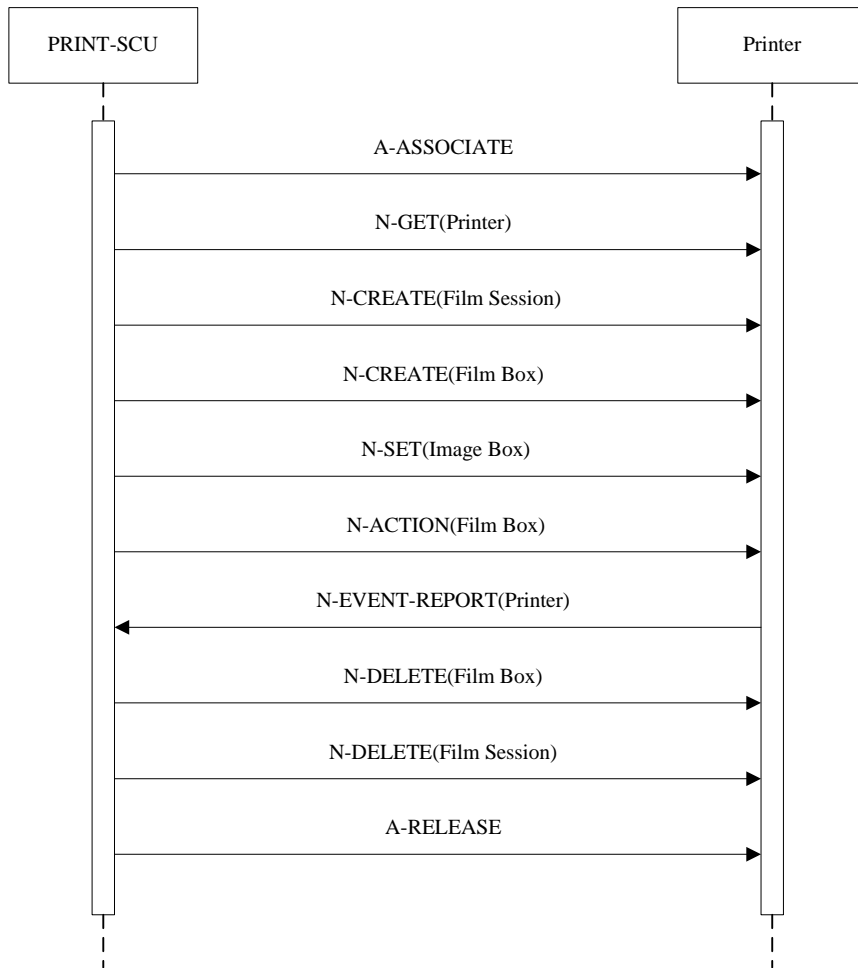 PRINT-SCU
Printer
A-ASSOCIATE
N-GET(Printer)
N-CREATE(Film Session)
N-CREATE(Film Box)
N-SET(Image Box)
N-ACTION(Film Box)
N-EVENT-REPORT(Printer)
N-DELETE(Film Box)
N-DELETE(Film Session)
A-RELEASE